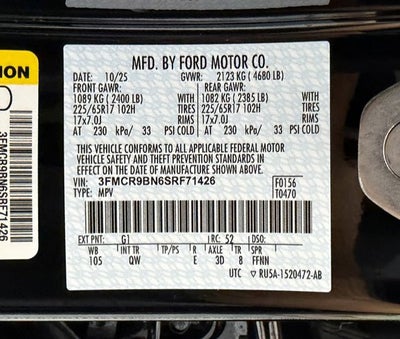 MFD. BY FORD MOTOR CO.
DATE: 10/25 GVWR: 2123 KG ( 4680 LB)
FRONT GAWR: REAR GAWR:
1089 KG ( 2400 LB) WITH 1082 KG ( 2385 LB) WITH
225/65R17 102H TIRES 225/65R17 102H TIRES
17x7.0J RIMS 17x7.0J RIMS
AT 230 kPa/ 33 PSI COLD AT 230 kPa/ 33 PSI COLD
THIS VEHICLE CONFORMS TO ALL APPLICABLE FEDERAL MOTOR
VEHICLE SAFETY AND THEFT PREVENTION STANDARDS IN
EFFECT ON THE DATE OF MANUFACTURE SHOWN ABOVE.
VIN: 3FMCR9BN6SRF71426 F0156
TYPE: MPV T0470
EXT PNT: G1 RC: 52 DSO:
WB INT TR TP/PS R AXLE TR SPR
105 QW E 3D 8 FFNN
UTC RU5A-1520472-AB
ION
3FMCR9BN6SRF71426